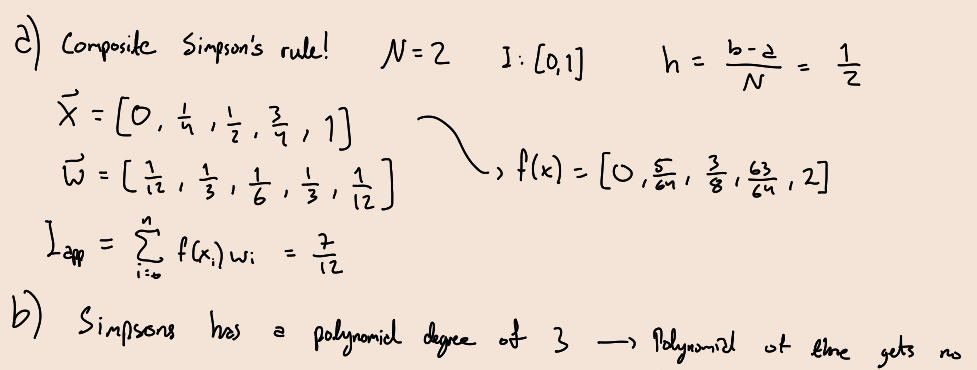 a) Composite Simpson's rule! N=2 I: [0,1] h = \frac{b-a}{N} = \frac{1}{2}
\vec{x} = [0, \frac{1}{4}, \frac{1}{2}, \frac{3}{4}, 1]
\vec{w} = [\frac{1}{12}, \frac{1}{3}, \frac{1}{6}, \frac{1}{3}, \frac{1}{12}] → f(x) = [0, \frac{5}{64}, \frac{3}{8}, \frac{63}{64}, 2]
I_{app} = \sum_{i=0}^{n} f(x_i) w_i = \frac{7}{12}
b) Simpsons has a polynomial degree of 3 → Polynomial of three gets no